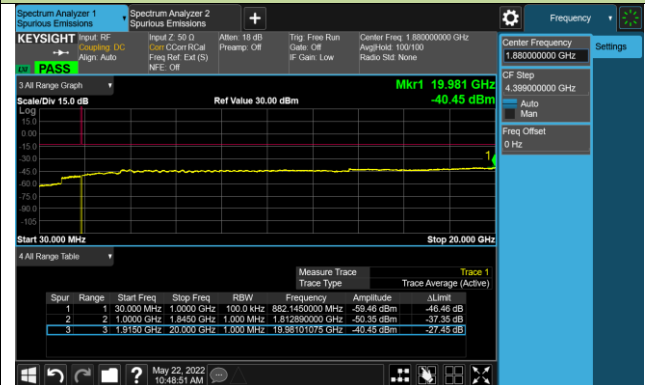 Spectrum Analyzer 1
Spurious Emissions
Spectrum Analyzer 2
Spurious Emissions
+
Frequency
KEYSIGHT
Input: RF
Coupling: DC
Align: Auto
Input Z: 50 Ω
Corr CCorr RCal
Freq Ref: Ext (S)
NFE: Off
Atten: 18 dB
Preamp: Off
Trig: Free Run
Gate: Off
IF Gain: Low
Center Freq: 1.880000000 GHz
Avg|Hold: 100/100
Radio Std: None
PASS
Center Frequency
1.880000000 GHz
Settings
CF Step
4.399000000 GHz
Auto
Man
Freq Offset
0 Hz
3 All Range Graph
Mkr1 19.981 GHz
Scale/Div 15.0 dB
Ref Value 30.00 dBm
-40.45 dBm
Log
15.0
0.00
-15.0
-30.0
-45.0
-60.0
-75.0
-90.0
-105
1
Start 30.000 MHz
Stop 20.000 GHz
4 All Range Table
Measure Trace Trace 1
Trace Type Trace Average (Active)
Spur Range Start Freq Stop Freq RBW Frequency Amplitude ΔLimit
1 1 30.000 MHz 1.0000 GHz 100.0 kHz 882.1450000 MHz -59.46 dBm -46.46 dB
2 2 1.0000 GHz 1.8450 GHz 1.000 MHz 1.812890000 GHz -50.35 dBm -37.35 dB
3 3 1.9150 GHz 20.000 GHz 1.000 MHz 19.98101075 GHz -40.45 dBm -27.45 dB
?
May 22, 2022
10:48:51 AM